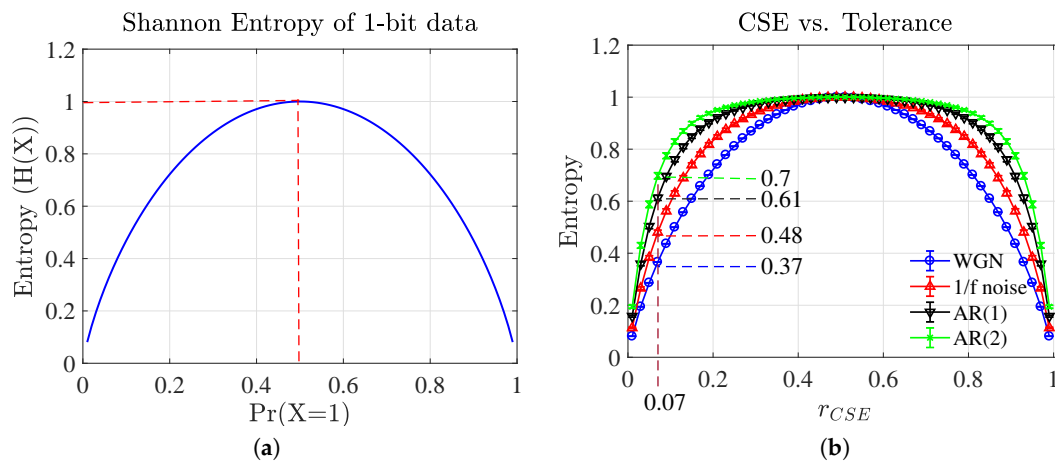 Shannon Entropy of 1-bit data
Entropy (H(X))
1.2
1
0.8
0.6
0.4
0.2
0
0 0.2 0.4 0.6 0.8 1
Pr(X=1)
(a)
CSE vs. Tolerance
Entropy
1.2
1
0.8
0.6
0.4
0.2
0
0.7
0.61
0.48
0.37
WGN
1/f noise
AR(1)
AR(2)
0 0.2 0.4 0.6 0.8 1
0.07
r_{CSE}
(b)